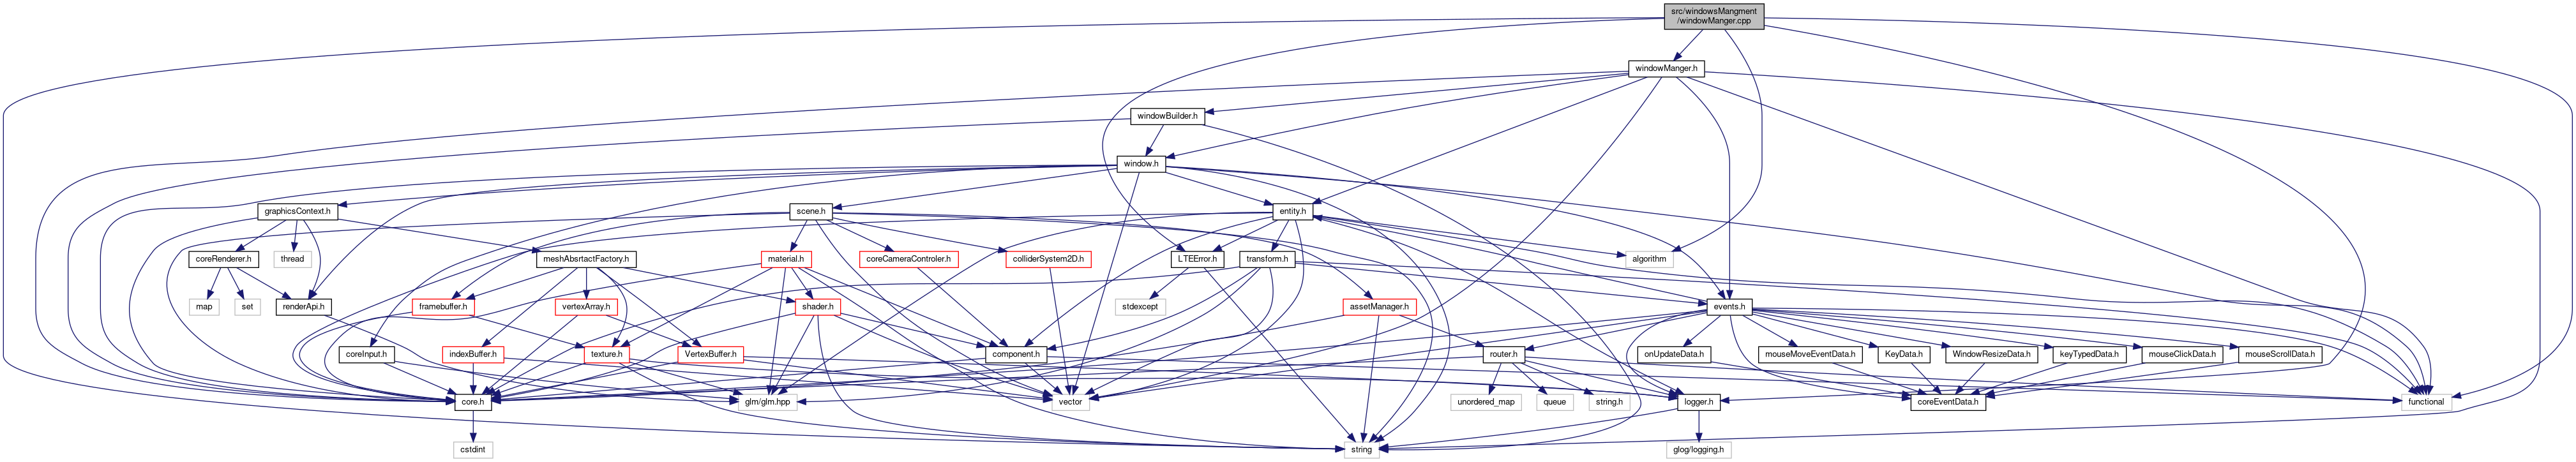 src/windowsMangment
/windowManger.cpp
windowManger.h
windowBuilder.h
window.h
graphicsContext.h
scene.h
entity.h
coreRenderer.h
thread
meshAbsrtactFactory.h
material.h
coreCameraControler.h
colliderSystem2D.h
LTEError.h
transform.h
algorithm
map
set
renderApi.h
framebuffer.h
vertexArray.h
shader.h
stdexcept
assetManager.h
events.h
coreInput.h
indexBuffer.h
texture.h
VertexBuffer.h
component.h
router.h
onUpdateData.h
mouseMoveEventData.h
KeyData.h
WindowResizeData.h
keyTypedData.h
mouseClickData.h
mouseScrollData.h
core.h
glm/glm.hpp
vector
unordered_map
queue
string.h
logger.h
coreEventData.h
functional
cstdint
string
glog/logging.h